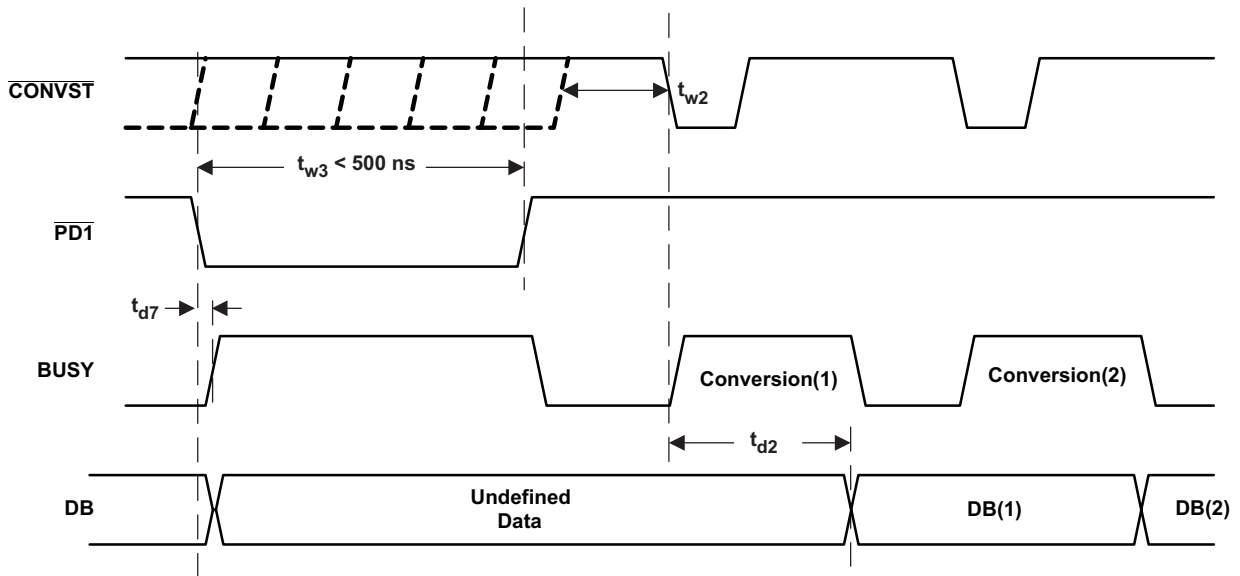 CONVST
t_w2
t_w3 < 500 ns
PD1
t_d7
BUSY
Conversion(1)
Conversion(2)
t_d2
DB
Undefined
Data
DB(1)
DB(2)